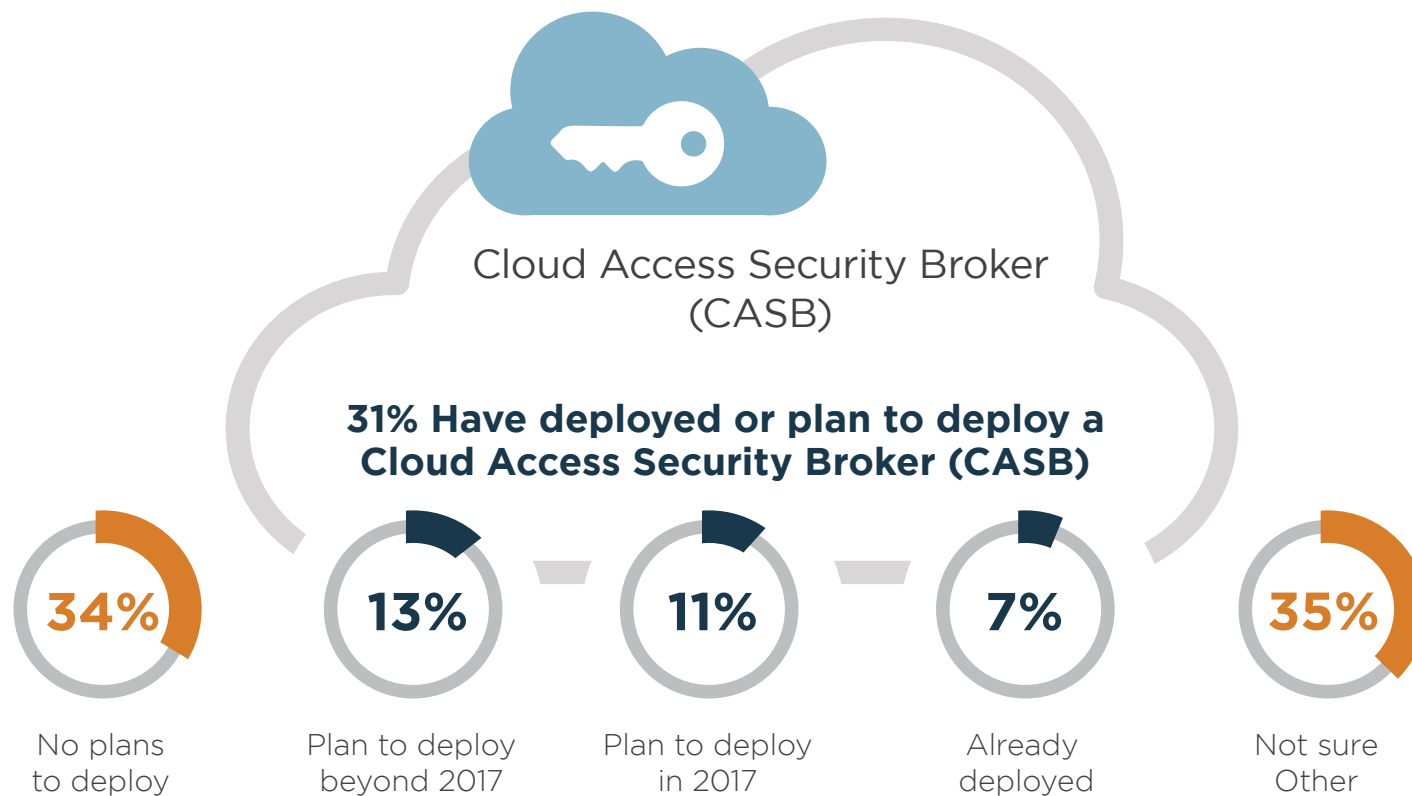 Cloud Access Security Broker
(CASB)
31% Have deployed or plan to deploy a
Cloud Access Security Broker (CASB)
34%
13%
11%
7%
35%
No plans
to deploy
Plan to deploy
beyond 2017
Plan to deploy
in 2017
Already
deployed
Not sure
Other